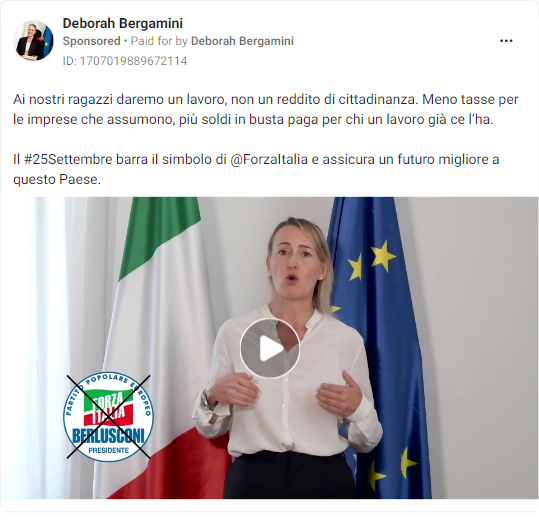 Deborah Bergamini
Sponsored • Paid for by Deborah Bergamini
ID: 1707019889672114
Ai nostri ragazzi daremo un lavoro, non un reddito di cittadinanza. Meno tasse per
le imprese che assumono, più soldi in busta paga per chi un lavoro già ce l’ha.
Il #25Settembre barra il simbolo di @ForzaItalia e assicura un futuro migliore a
questo Paese.
PARTITO POPOLARE EUROPEO
FORZA
ITALIA
BERLUSCONI
PRESIDENTE